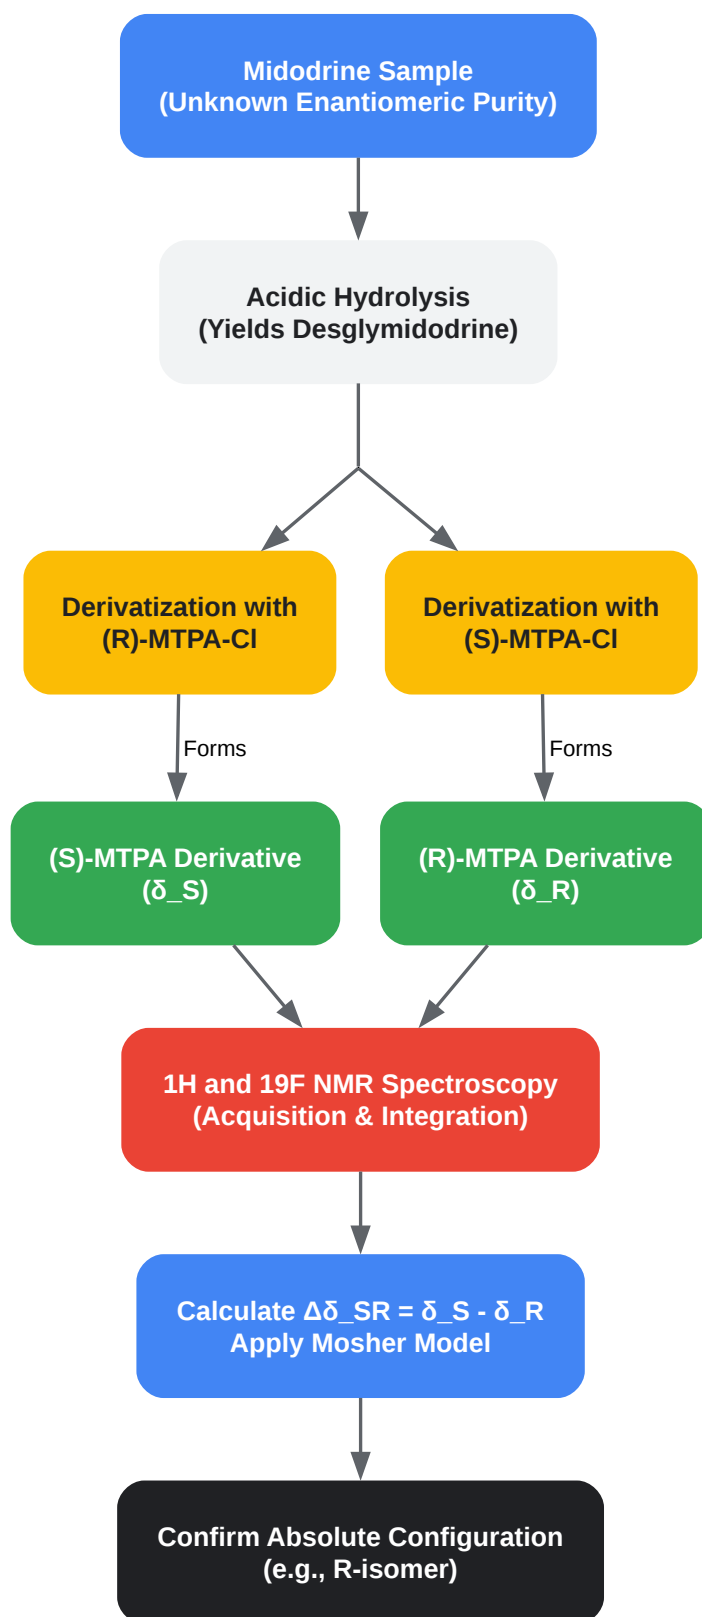 Midodrine Sample
(Unknown Enantiomeric Purity)
Acidic Hydrolysis
(Yields Desglymidodrine)
Derivatization with
(R)-MTPA-Cl
Derivatization with
(S)-MTPA-Cl
Forms
Forms
(S)-MTPA Derivative
(δ_S)
(R)-MTPA Derivative
(δ_R)
1H and 19F NMR Spectroscopy
(Acquisition & Integration)
Calculate Δδ_SR = δ_S - δ_R
Apply Mosher Model
Confirm Absolute Configuration
(e.g., R-isomer)